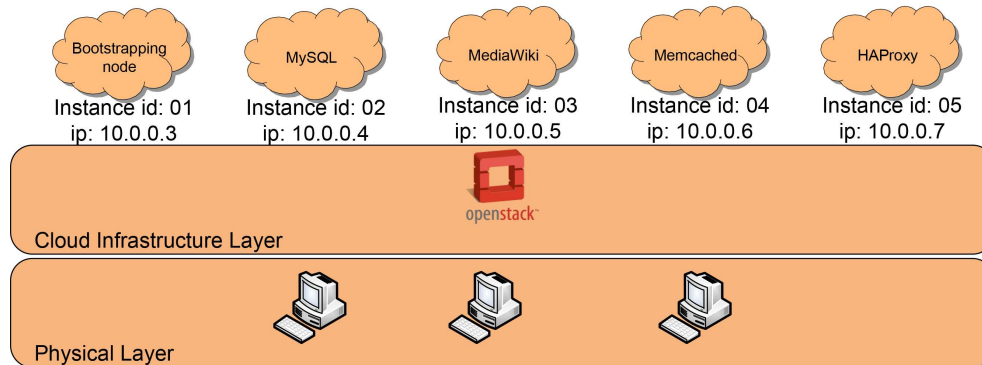 Bootstrapping
node
MySQL
MediaWiki
Memcached
HAProxy
Instance id: 01
ip: 10.0.0.3
Instance id: 02
ip: 10.0.0.4
Instance id: 03
ip: 10.0.0.5
Instance id: 04
ip: 10.0.0.6
Instance id: 05
ip: 10.0.0.7
openstack™
Cloud Infrastructure Layer
Physical Layer